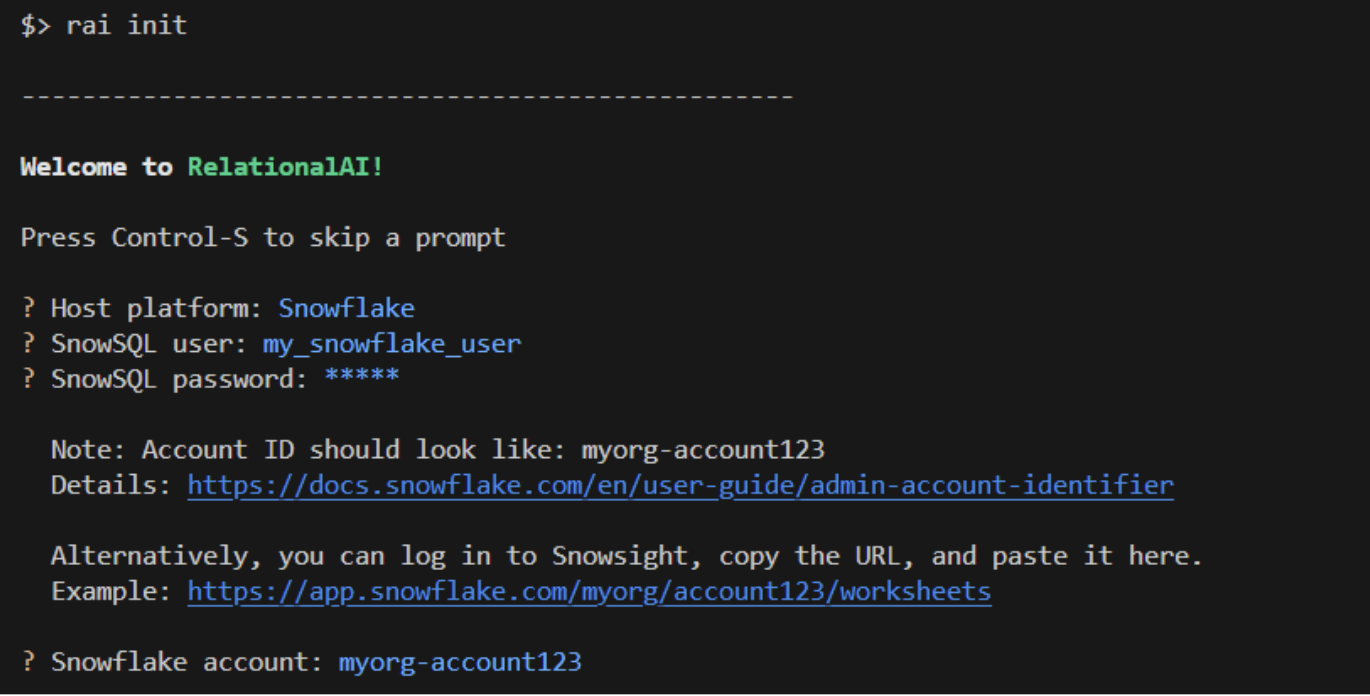 $> rai init
---------------------------------------------------
Welcome to RelationalAI!
Press Control-S to skip a prompt
? Host platform: Snowflake
? SnowSQL user: my_snowflake_user
? SnowSQL password: *****
Note: Account ID should look like: myorg-account123
Details: https://docs.snowflake.com/en/user-guide/admin-account-identifier
Alternatively, you can log in to Snowsight, copy the URL, and paste it here.
Example: https://app.snowflake.com/myorg/account123/worksheets
? Snowflake account: myorg-account123